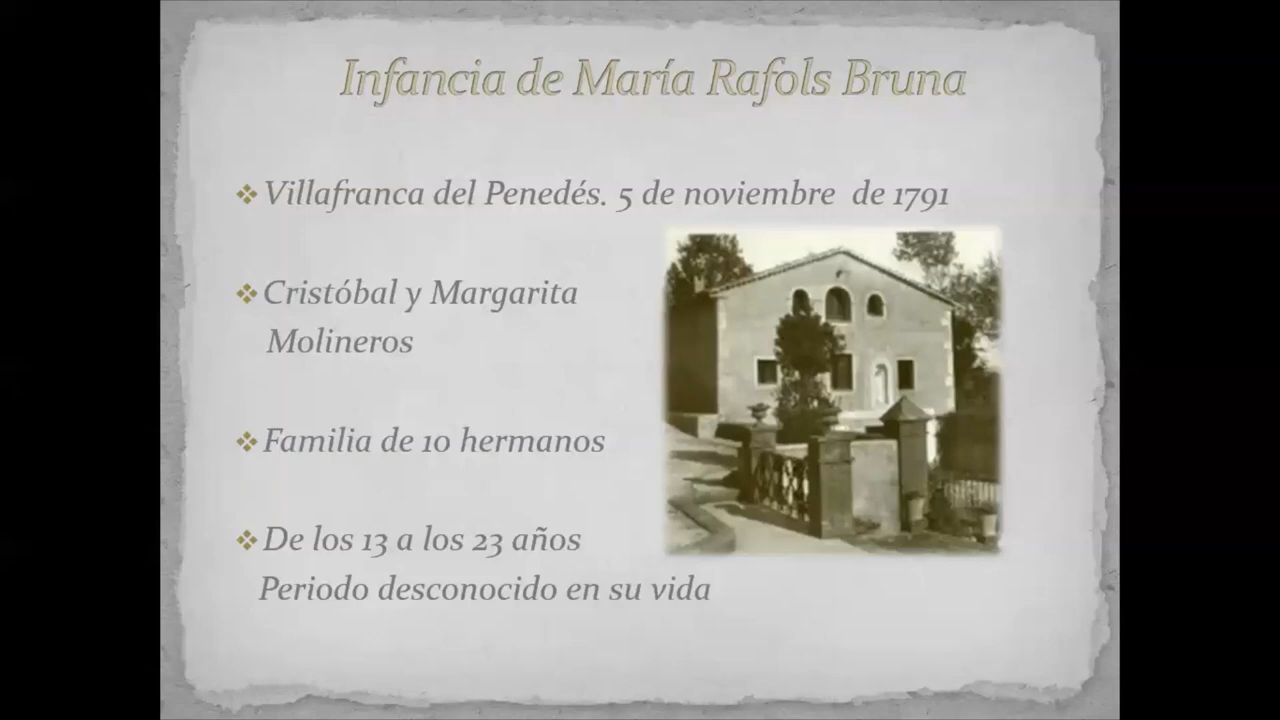 Infancia de María Rafols Bruna
Villafranca del Penedés. 5 de noviembre de 1791
Cristóbal y Margarita
Molineros
Familia de 10 hermanos
De los 13 a los 23 años
Periodo desconocido en su vida